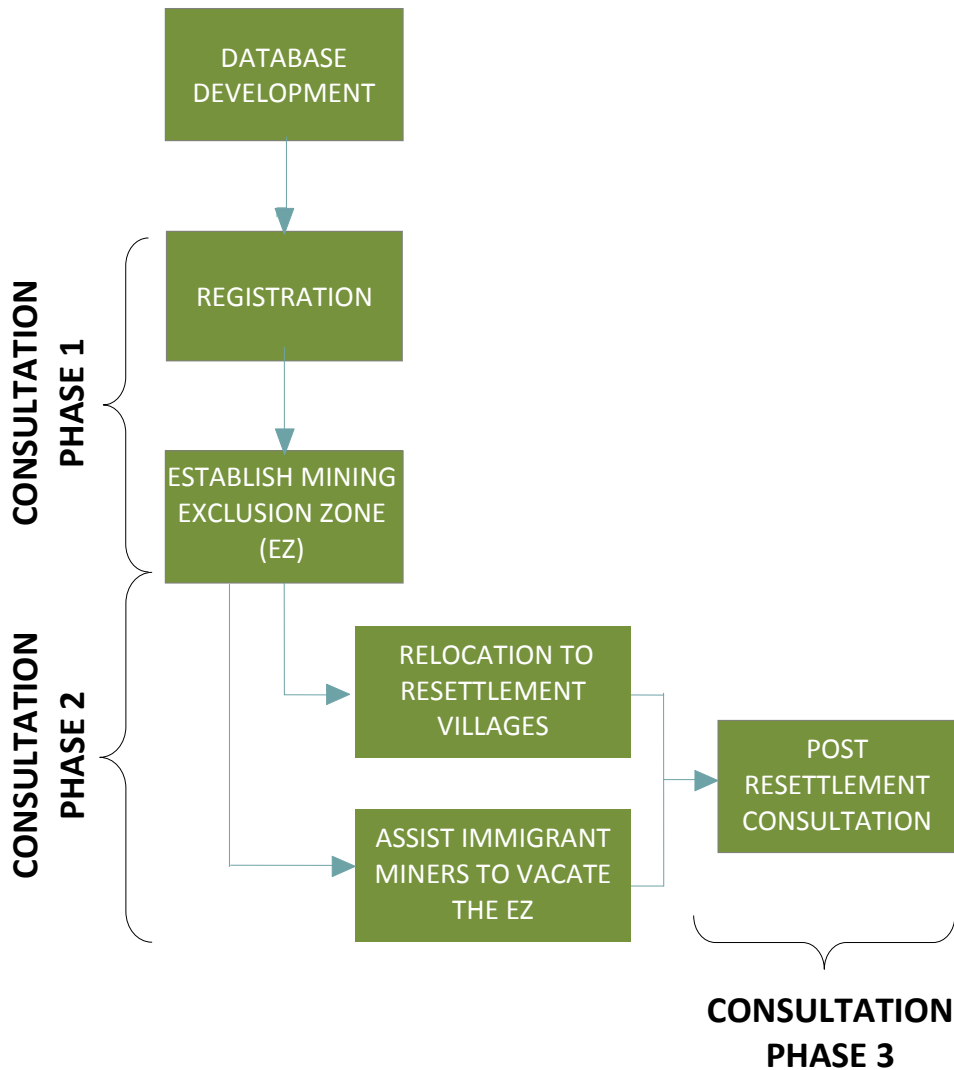 DATABASE
DEVELOPMENT
CONSULTATION
PHASE 1
REGISTRATION
ESTABLISH MINING
EXCLUSION ZONE
(EZ)
CONSULTATION
PHASE 2
RELOCATION TO
RESETTLEMENT
VILLAGES
ASSIST IMMIGRANT
MINERS TO VACATE
THE EZ
POST
RESETTLEMENT
CONSULTATION
CONSULTATION
PHASE 3